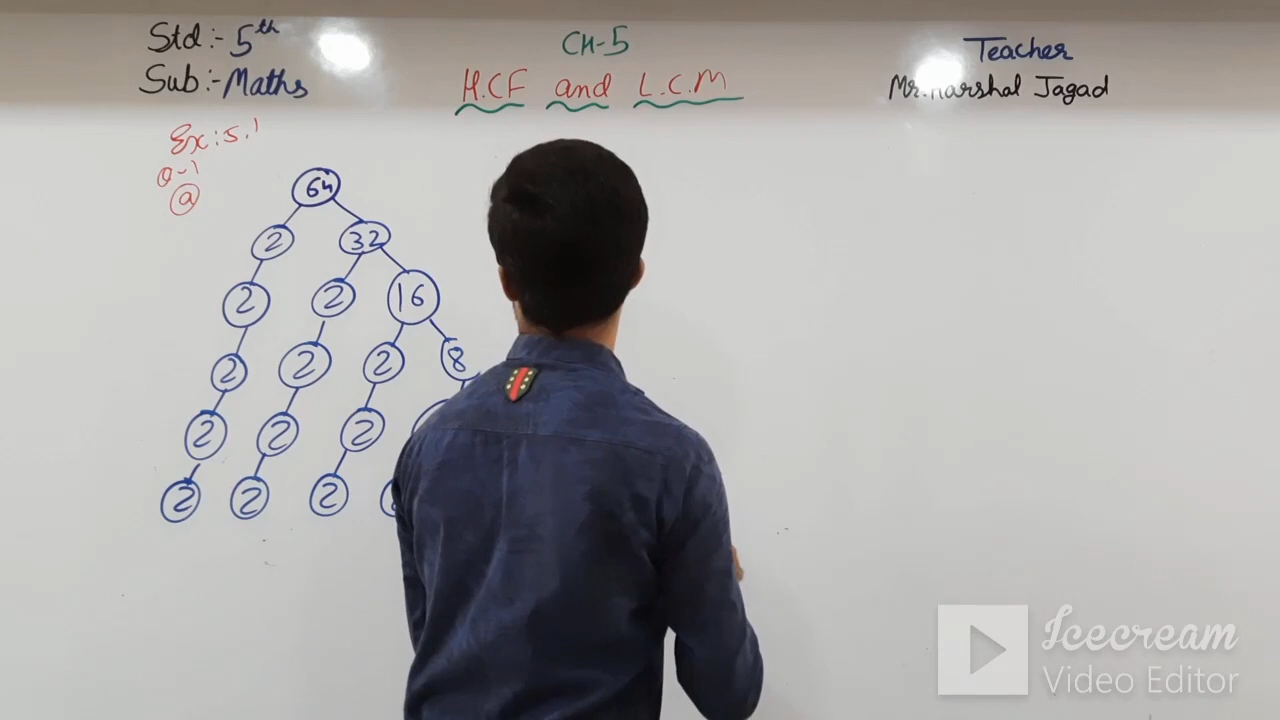 Std :- 5th
Sub :- Maths
CH-5
H.C.F and L.C.M
Teacher
Mr. Harshal Jagad
Ex : 5.1
Q-1
a
64
2 32
2 2 16
2 2 2 8
2 2 2
2 2 2
Icecream
Video Editor